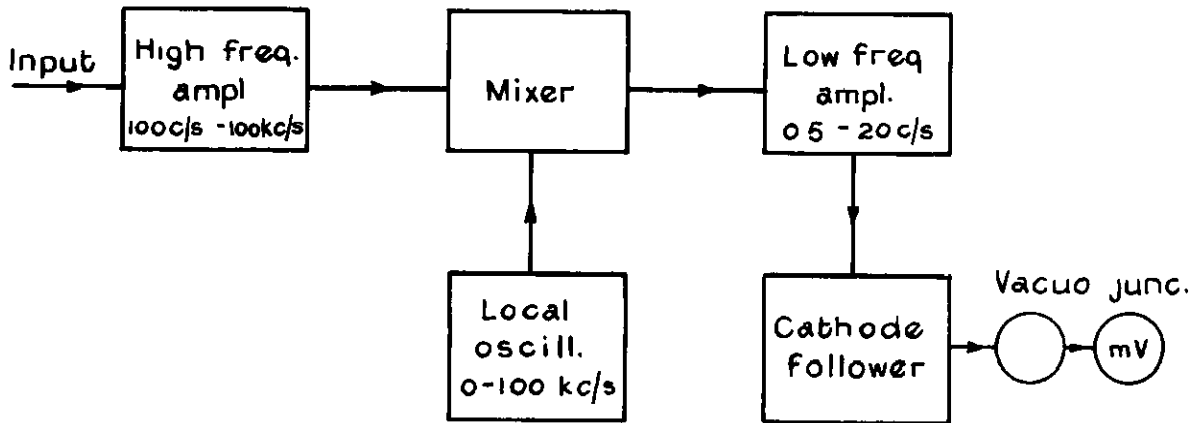 Input
High freq.
ampl
100c/s -100kc/s
Mixer
Low freq
ampl.
0 5 - 20 c/s
Local
oscill.
0-100 kc/s
Cathode
follower
Vacuo junc.
mV